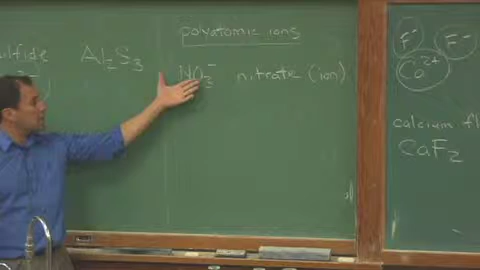 ulfide Al₂S₃
polyatomic ions
NO₃⁻ nitrate (ion)
F⁻ F⁻
Ca²⁺
calcium fl
CaF₂